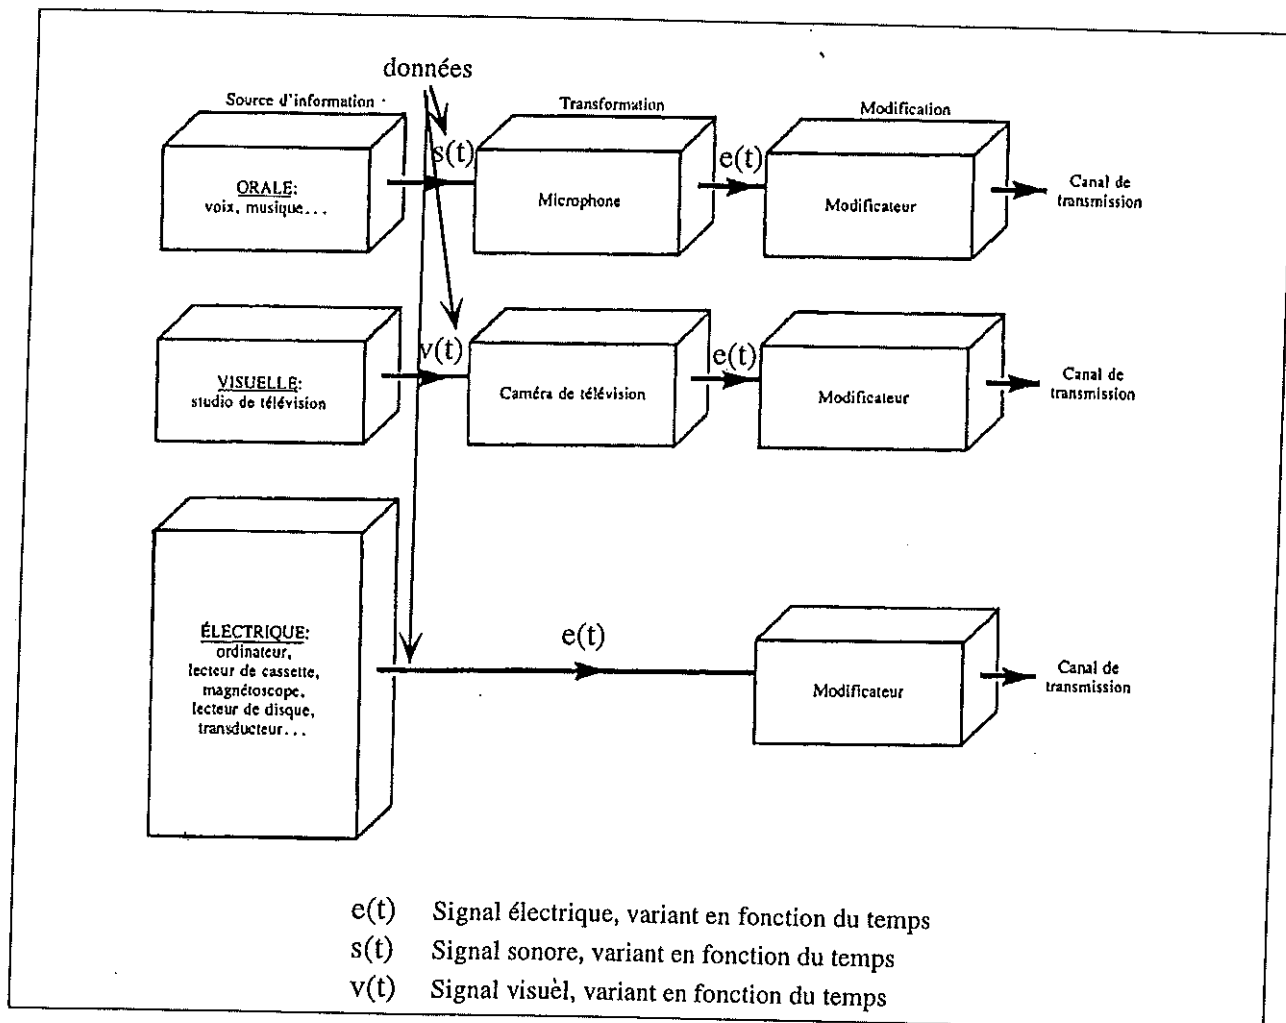 données
Source d'information
Transformation
Modification
s(t)
e(t)
ORALE:
voix, musique...
Microphone
Modificateur
Canal de
transmission
v(t)
e(t)
VISUELLE:
studio de télévision
Caméra de télévision
Modificateur
Canal de
transmission
ÉLECTRIQUE:
ordinateur,
lecteur de cassette,
magnétoscope,
lecteur de disque,
transducteur...
e(t)
Modificateur
Canal de
transmission
e(t) Signal électrique, variant en fonction du temps
s(t) Signal sonore, variant en fonction du temps
v(t) Signal visuèl, variant en fonction du temps